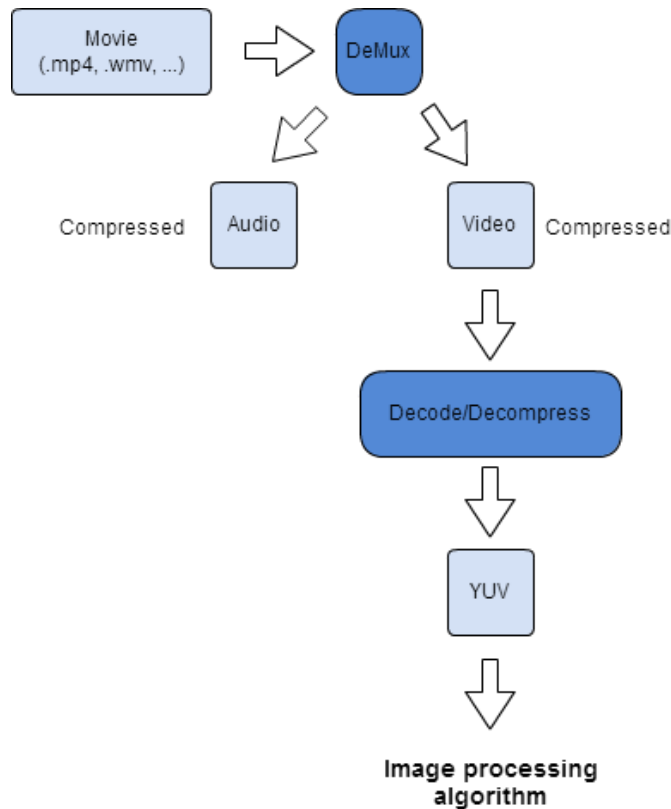 Movie
(.mp4, .wmv, ...)
DeMux
Compressed
Audio
Video
Compressed
Decode/Decompress
YUV
Image processing
algorithm